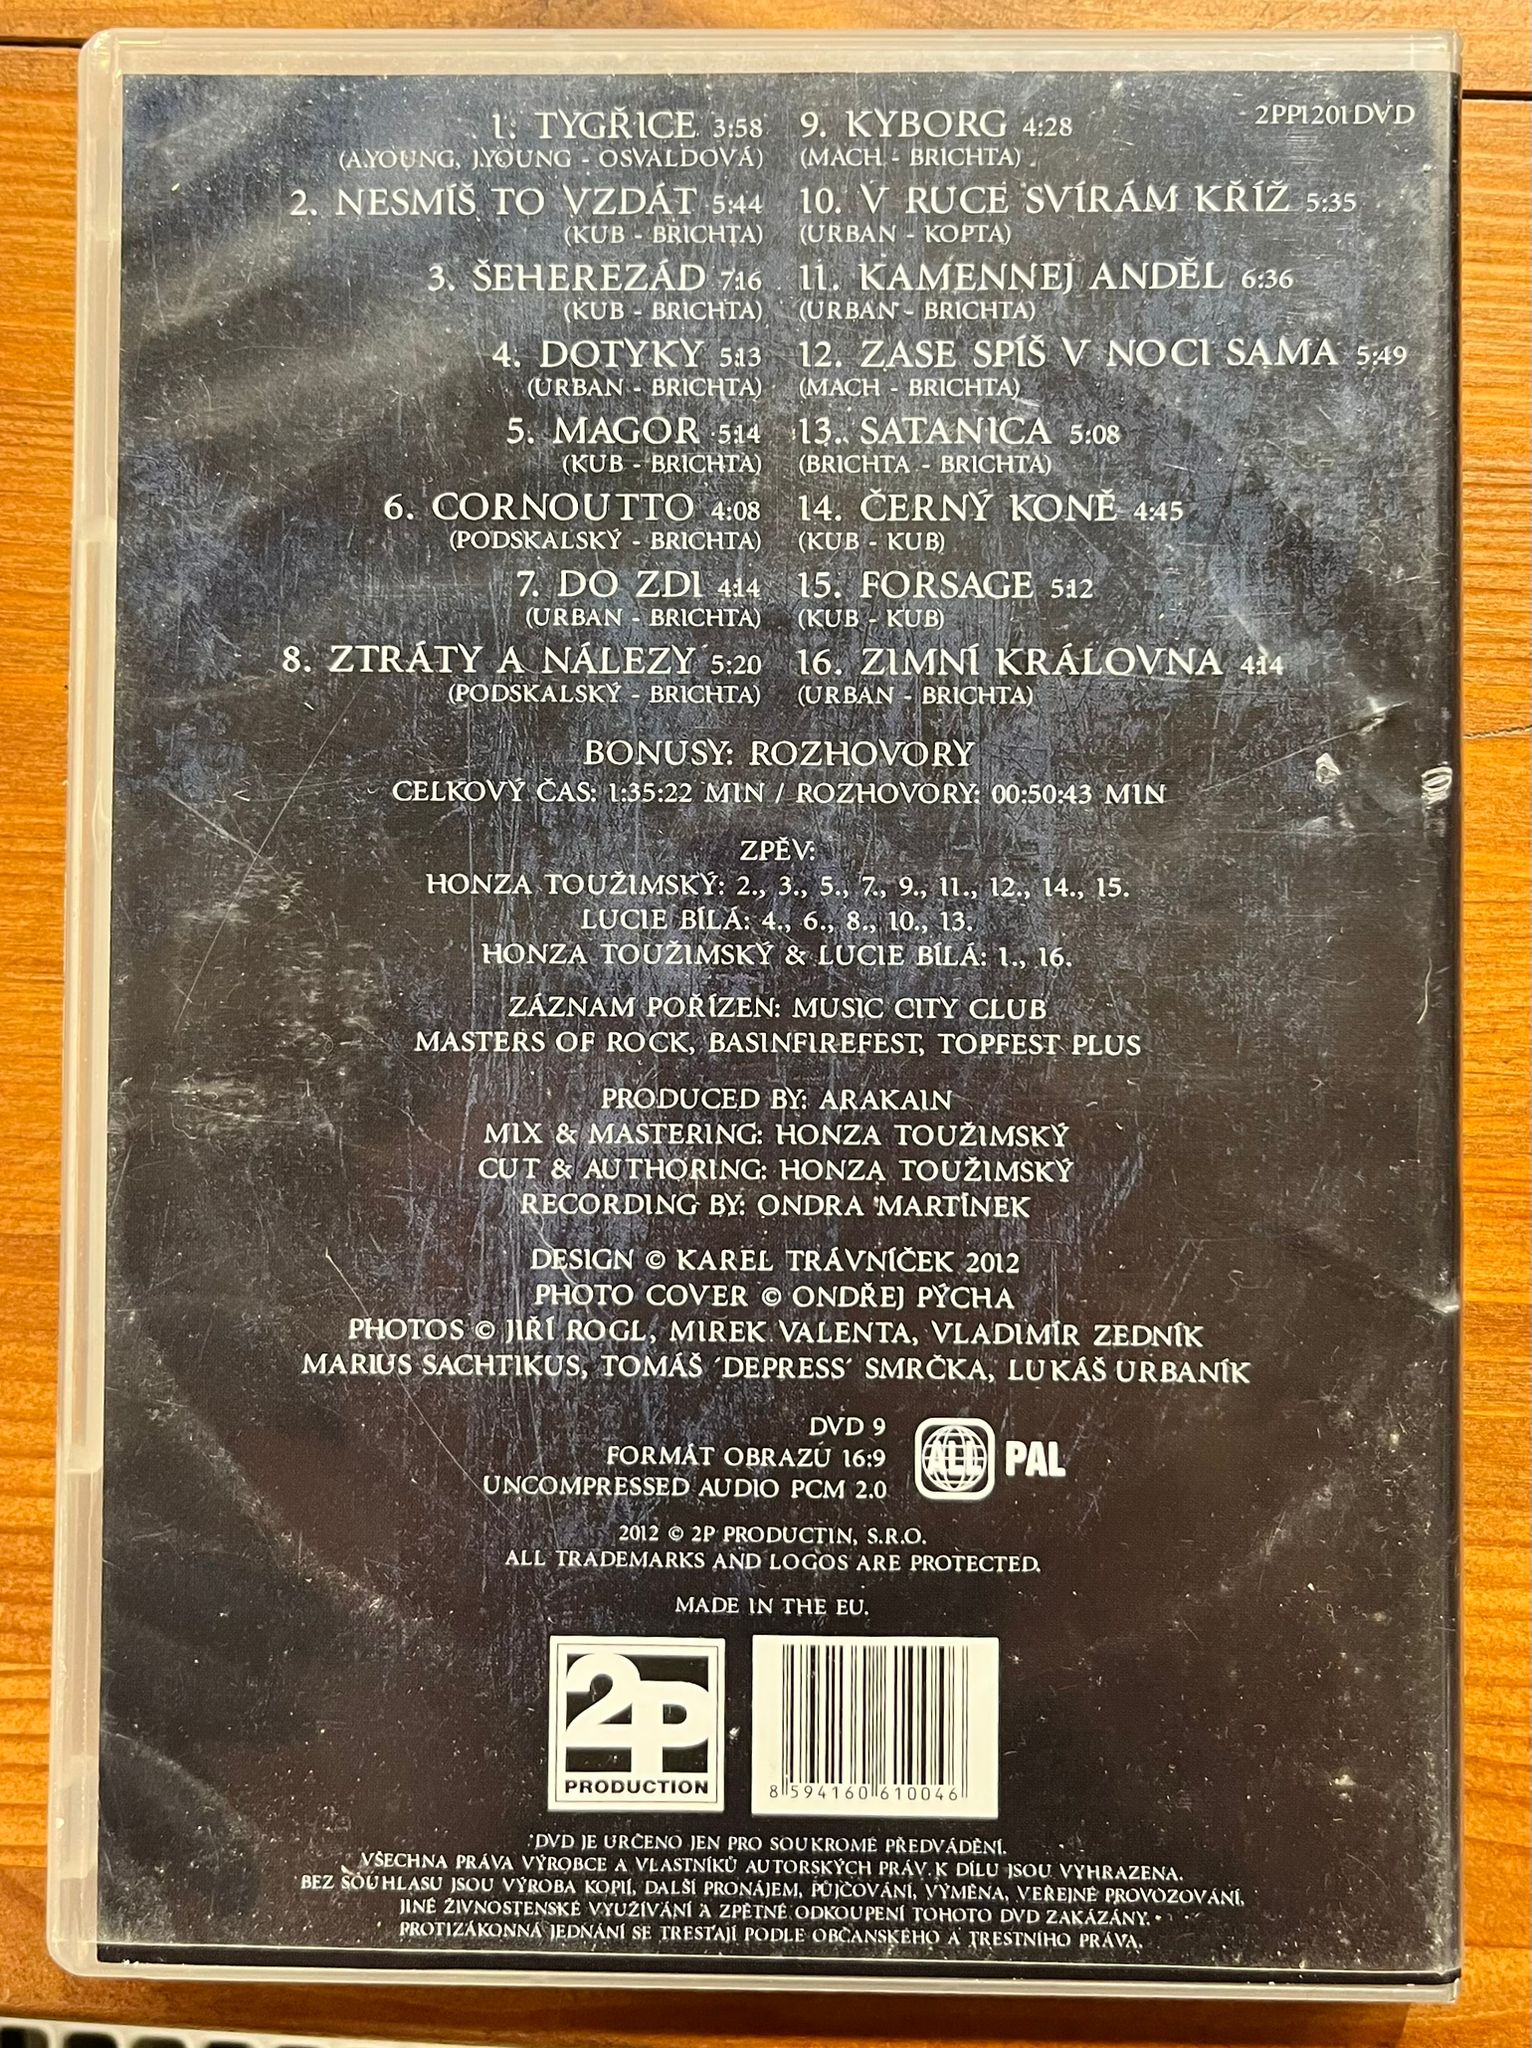 2PP1201DVD
1. TYGŘICE 3:58
(A.YOUNG, J.YOUNG - OSVALDOVÁ)
2. NESMÍŠ TO VZDÁT 5:44
(KUB - BRICHTA)
3. ŠEHEREZÁD 7:16
(KUB - BRICHTA)
4. DOTYKY 5:13
(URBAN - BRICHTA)
5. MAGOR 5:14
(KUB - BRICHTA)
6. CORNOUTTO 4:08
(PODSKALSKÝ - BRICHTA)
7. DO ZDI 4:14
(URBAN - BRICHTA)
8. ZTRÁTY A NÁLEZY 5:20
(PODSKALSKÝ - BRICHTA)
9. KYBORG 4:28
(MACH - BRICHTA)
10. V RUCE SVÍRÁM KŘÍŽ 5:35
(URBAN - KOPTA)
11. KAMENNEJ ANDĚL 6:36
(URBAN - BRICHTA)
12. ZASE SPÍŠ V NOCI SAMA 5:49
(MACH - BRICHTA)
13. SATANICA 5:08
(BRICHTA - BRICHTA)
14. ČERNÝ KONĚ 4:45
(KUB - KUB)
15. FORSAGE 5:12
(KUB - KUB)
16. ZIMNÍ KRÁLOVNA 4:14
(URBAN - BRICHTA)
BONUSY: ROZHOVORY
CELKOVÝ ČAS: 1:35:22 MIN / ROZHOVORY: 00:50:43 MIN
ZPĚV:
HONZA TOUŽIMSKÝ: 2., 3., 5., 7., 9., 11., 12., 14., 15.
LUCIE BÍLÁ: 4., 6., 8., 10., 13.
HONZA TOUŽIMSKÝ & LUCIE BÍLÁ: 1., 16.
ZÁZNAM POŘÍZEN: MUSIC CITY CLUB
MASTERS OF ROCK, BASINFIREFEST, TOPFEST PLUS
PRODUCED BY: ARAKAIN
MIX & MASTERING: HONZA TOUŽIMSKÝ
CUT & AUTHORING: HONZA TOUŽIMSKÝ
RECORDING BY: ONDRA MARTÍNEK
DESIGN © KAREL TRÁVNÍČEK 2012
PHOTO COVER © ONDŘEJ PÝCHA
PHOTOS © JIŘÍ ROGL, MIREK VALENTA, VLADIMÍR ZEDNÍK
MARIUS SACHTIKUS, TOMÁŠ ´DEPRESS´ SMRČKA, LUKÁŠ URBANÍK
DVD 9
FORMÁT OBRAZŮ 16:9
UNCOMPRESSED AUDIO PCM 2.0
ALL PAL
2012 © 2P PRODUCTIN, S.R.O.
ALL TRADEMARKS AND LOGOS ARE PROTECTED.
MADE IN THE EU.
2P
PRODUCTION
8 594160 610046
DVD JE URČENO JEN PRO SOUKROMÉ PŘEDVÁDĚNÍ.
VŠECHNA PRÁVA VÝROBCE A VLASTNÍKŮ AUTORSKÝCH PRÁV K DÍLU JSOU VYHRAZENA.
BEZ SOUHLASU JSOU VÝROBA KOPIÍ, DALŠÍ PRONÁJEM, PŮJČOVÁNÍ, VÝMĚNA, VEŘEJNÉ PROVOZOVÁNÍ,
JINÉ ŽIVNOSTENSKÉ VYUŽÍVÁNÍ A ZPĚTNÉ ODKOUPENÍ TOHOTO DVD ZAKÁZÁNY.
PROTIZÁKONNÁ JEDNÁNÍ SE TRESTAJÍ PODLE OBČANSKÉHO A TRESTNÍHO PRÁVA.